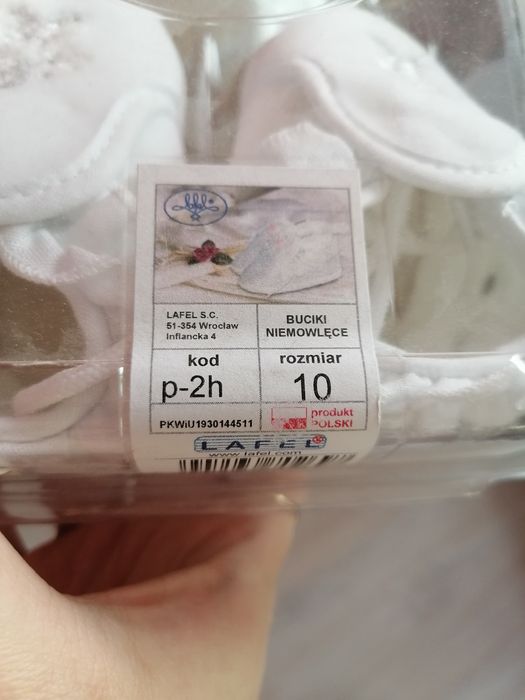 lafel
LAFEL S.C.
51-354 Wrocław
Inflancka 4
BUCIKI
NIEMOWLĘCE
kod
p-2h
rozmiar
10
PKWiU1930144511
produkt
POLSKI
LAFEL
www.lafel.com